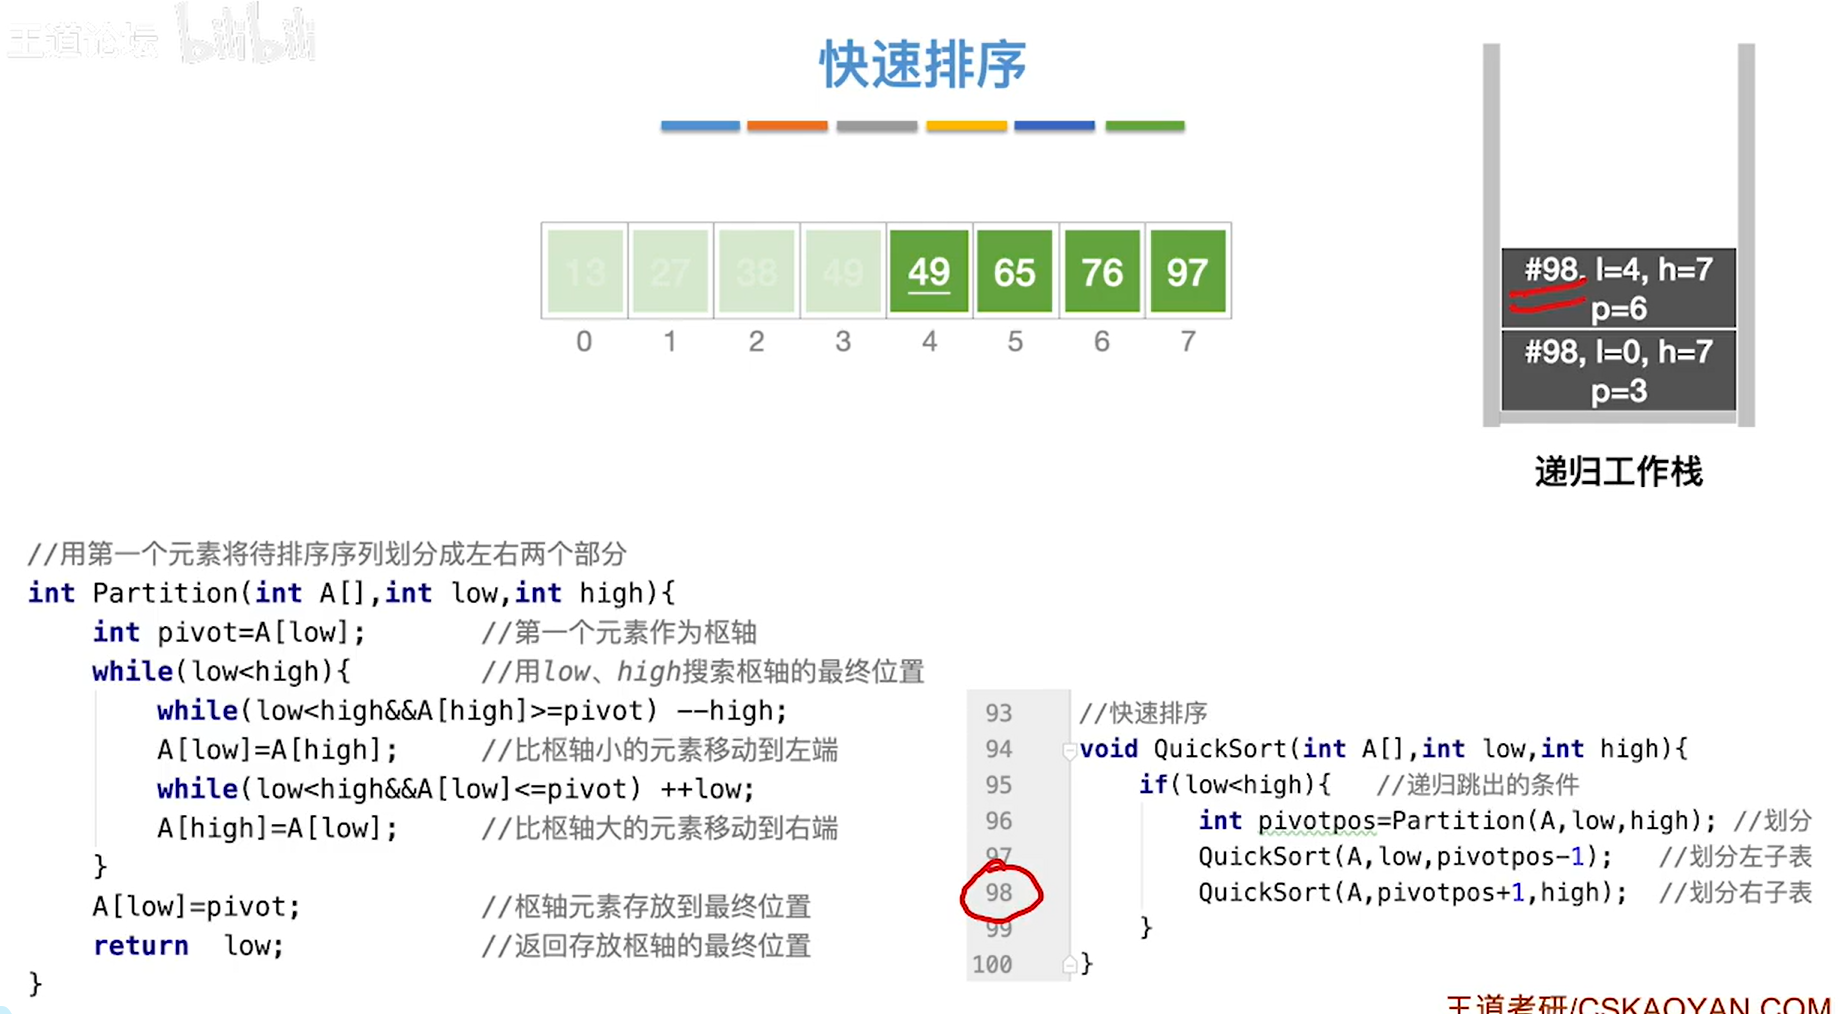 王道论坛 bilibili
快速排序
13 27 38 49 49 65 76 97
0 1 2 3 4 5 6 7
#98, l=4, h=7
p=6
#98, l=0, h=7
p=3
递归工作栈
//用第一个元素将待排序序列划分成左右两个部分
int Partition(int A[],int low,int high){
int pivot=A[low]; //第一个元素作为枢轴
while(low<high){ //用low、high搜索枢轴的最终位置
while(low<high&&A[high]>=pivot) --high;
A[low]=A[high]; //比枢轴小的元素移动到左端
while(low<high&&A[low]<=pivot) ++low;
A[high]=A[low]; //比枢轴大的元素移动到右端
}
A[low]=pivot; //枢轴元素存放到最终位置
return low; //返回存放枢轴的最终位置
}
93 //快速排序
94 void QuickSort(int A[],int low,int high){
95 if(low<high){ //递归跳出的条件
96 int pivotpos=Partition(A,low,high); //划分
97 QuickSort(A,low,pivotpos-1); //划分左子表
98 QuickSort(A,pivotpos+1,high); //划分右子表
99 }
100 }
王道考研/CSKAOYAN.COM